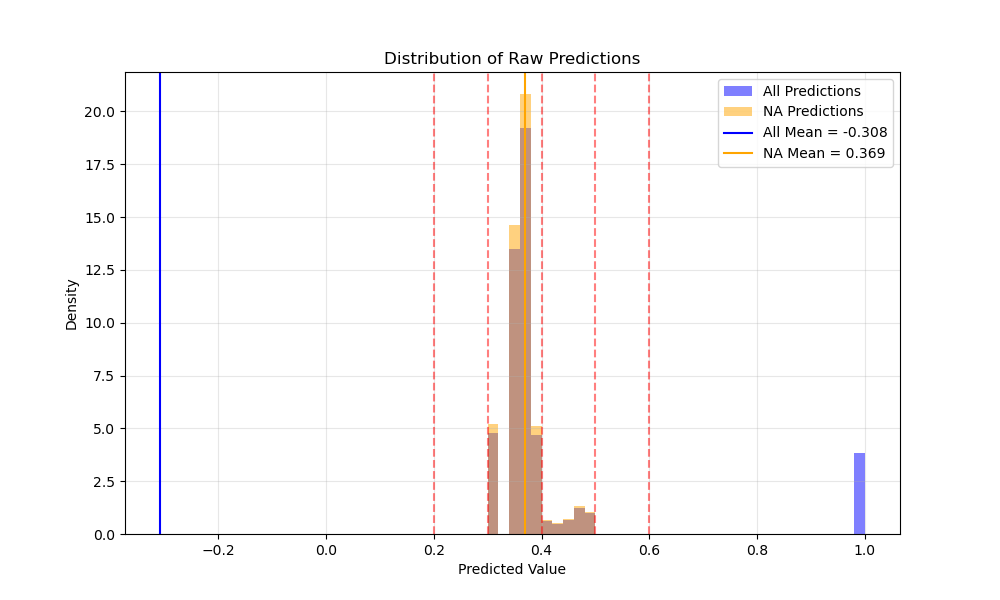 Distribution of Raw Predictions
All Predictions
NA Predictions
All Mean = -0.308
NA Mean = 0.369
Density
20.0
17.5
15.0
12.5
10.0
7.5
5.0
2.5
0.0
−0.2
0.0
0.2
0.4
0.6
0.8
1.0
Predicted Value